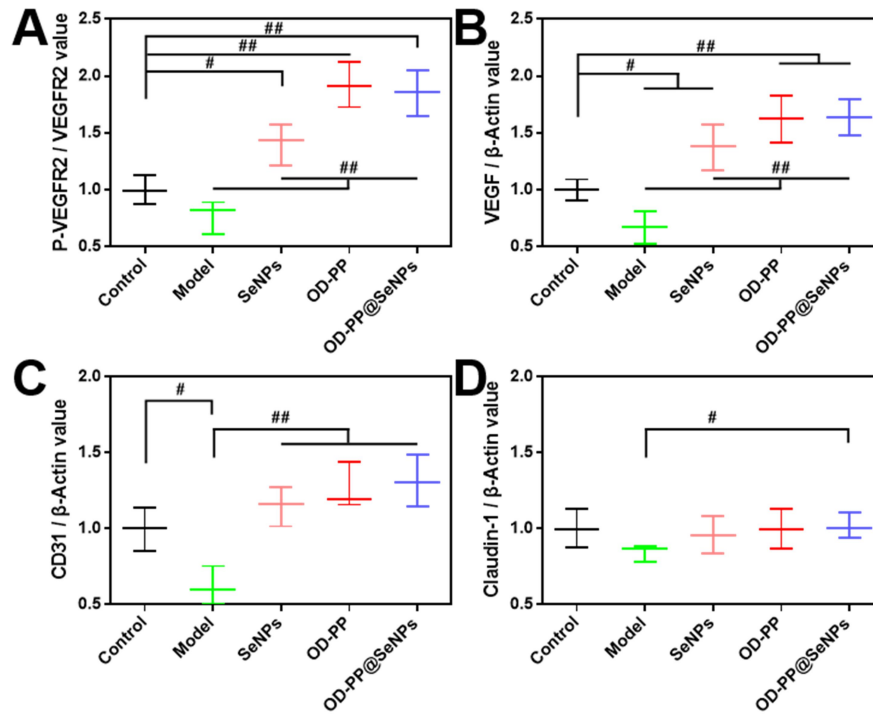 A
P-VEGFR2 / VEGFR2 value
2.5
2.0
1.5
1.0
0.5
##
##
#
##
Control
Model
SeNPs
OD-PP
OD-PP@SeNPs
B
VEGF / β-Actin value
2.5
2.0
1.5
1.0
0.5
##
#
##
Control
Model
SeNPs
OD-PP
OD-PP@SeNPs
C
CD31 / β-Actin value
2.0
1.5
1.0
0.5
#
##
Control
Model
SeNPs
OD-PP
OD-PP@SeNPs
D
Claudin-1 / β-Actin value
2.0
1.5
1.0
0.5
#
Control
Model
SeNPs
OD-PP
OD-PP@SeNPs